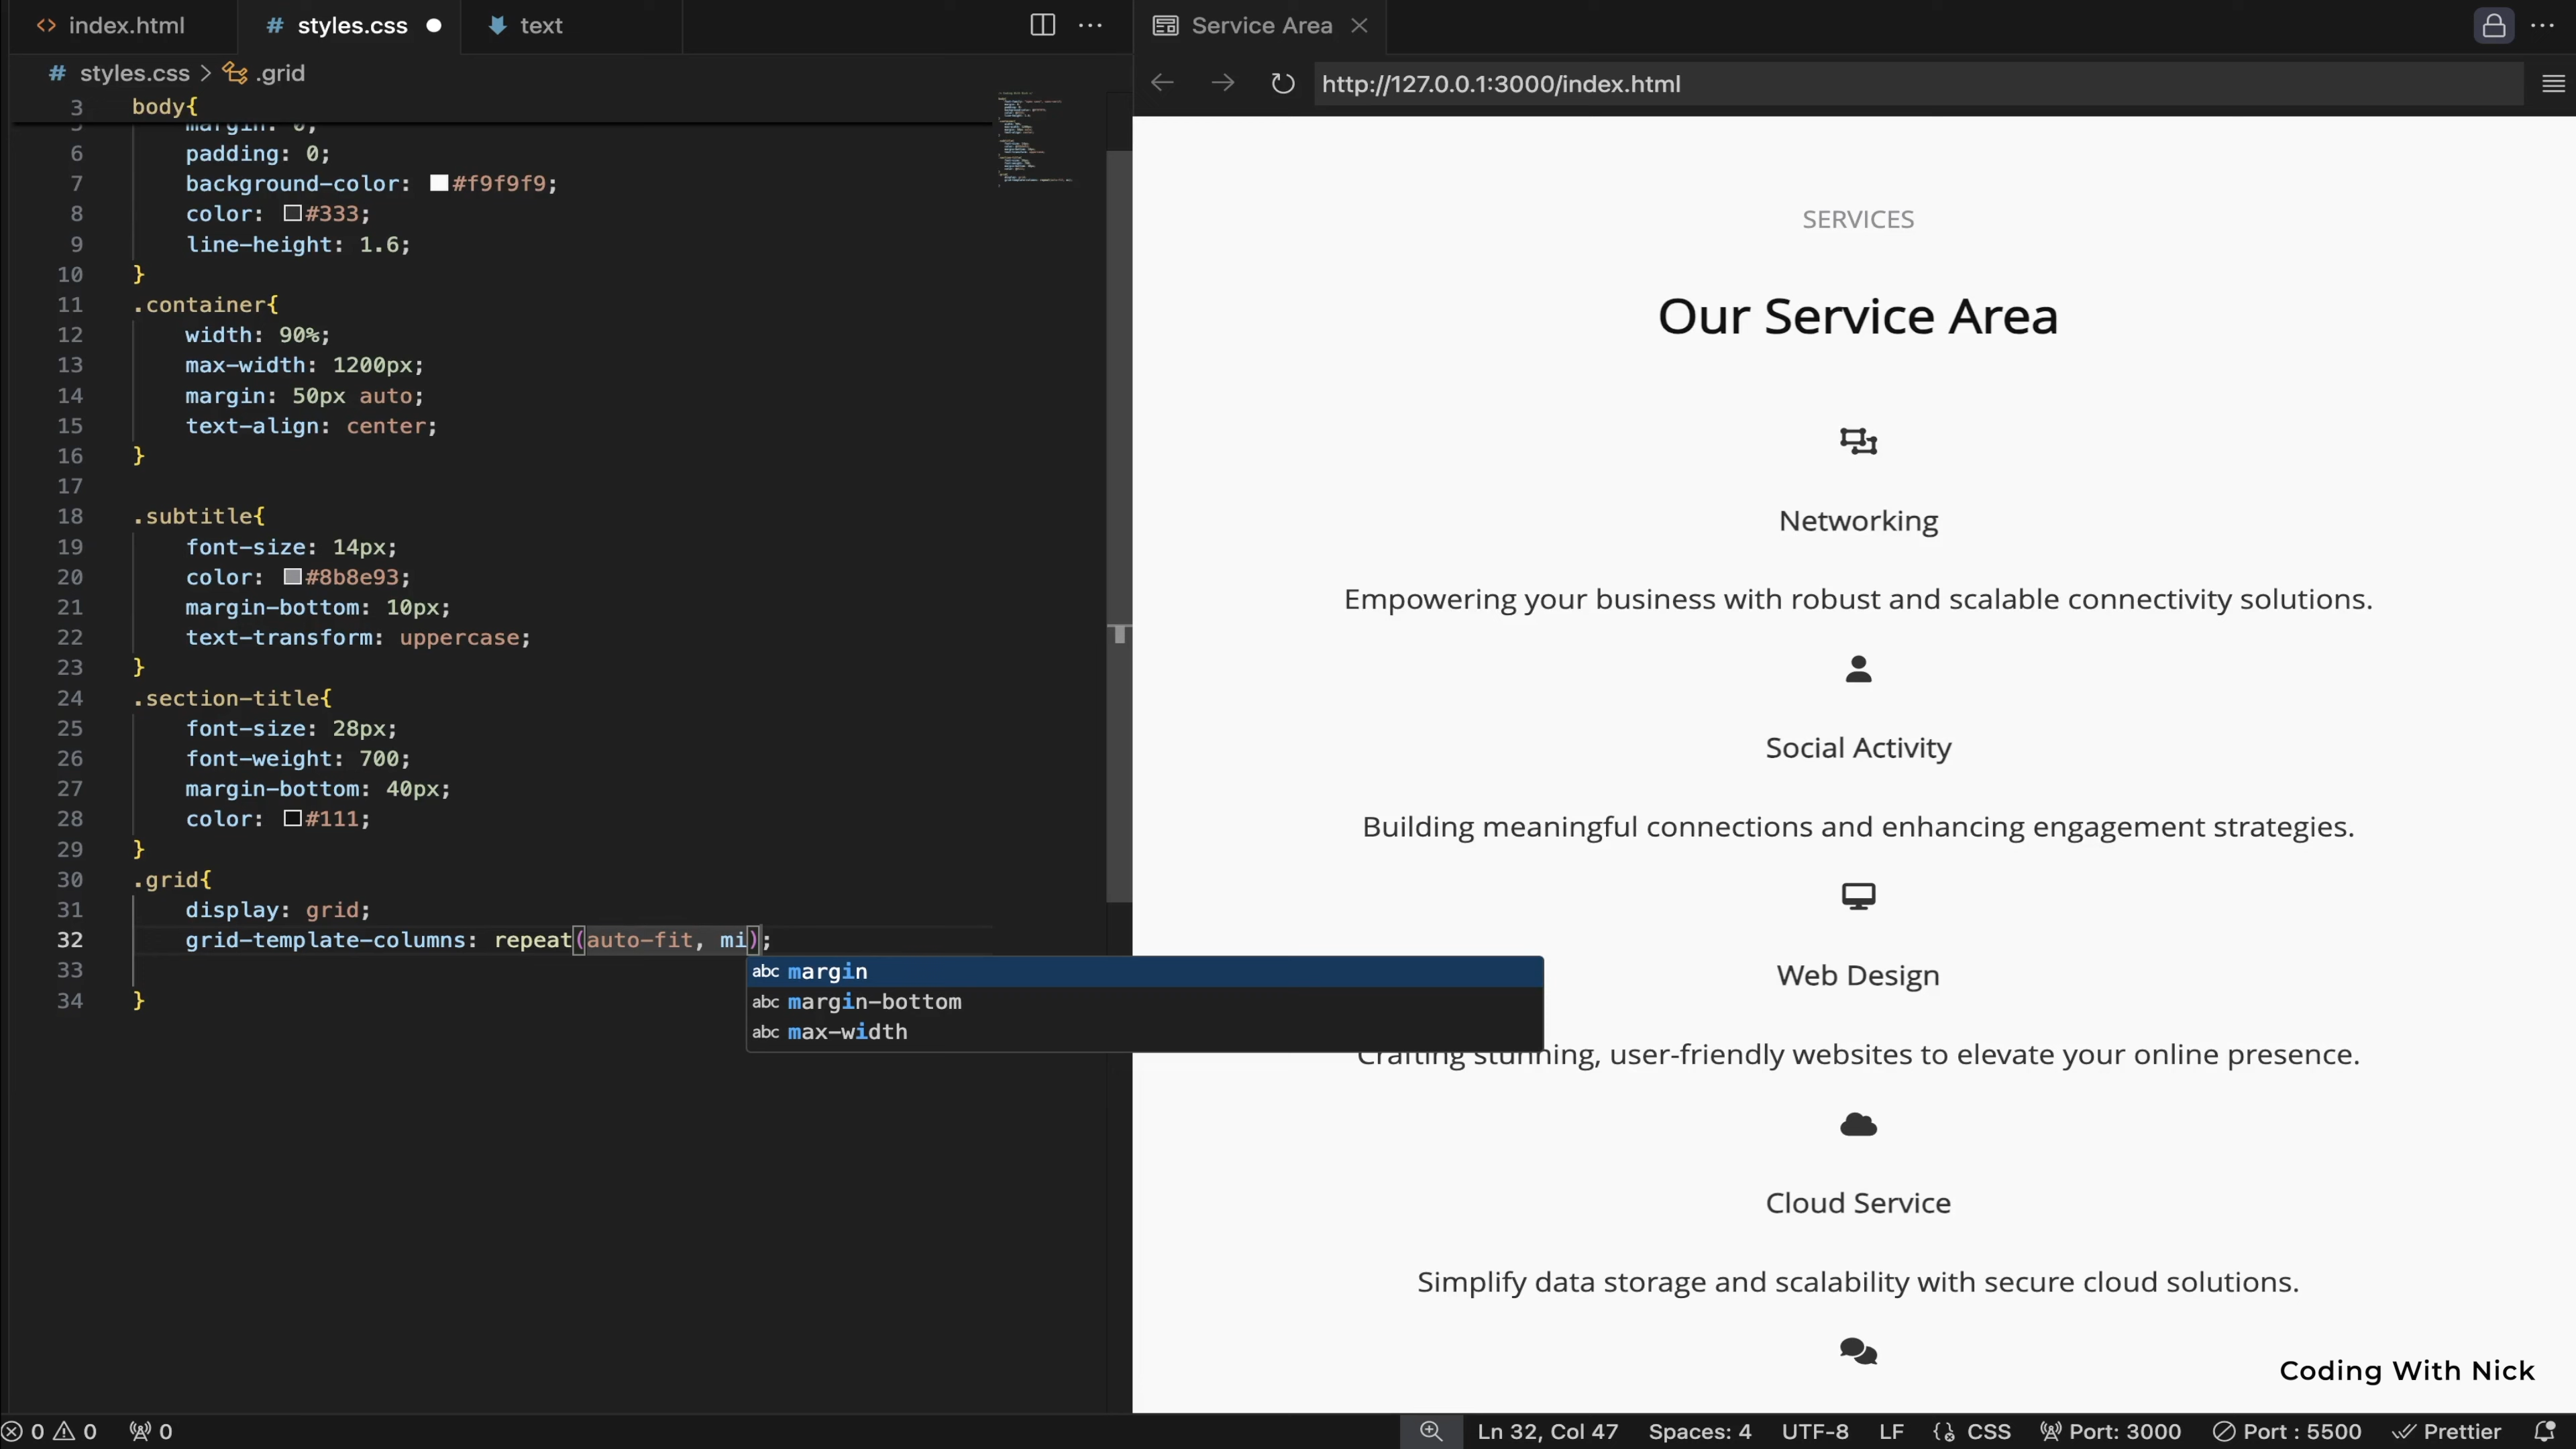 index.html
styles.css
text
Service Area
styles.css > .grid
http://127.0.0.1:3000/index.html
3 body{
5 margin: 0;
6 padding: 0;
7 background-color: #f9f9f9;
8 color: #333;
9 line-height: 1.6;
10 }
11 .container{
12 width: 90%;
13 max-width: 1200px;
14 margin: 50px auto;
15 text-align: center;
16 }
17
18 .subtitle{
19 font-size: 14px;
20 color: #8b8e93;
21 margin-bottom: 10px;
22 text-transform: uppercase;
23 }
24 .section-title{
25 font-size: 28px;
26 font-weight: 700;
27 margin-bottom: 40px;
28 color: #111;
29 }
30 .grid{
31 display: grid;
32 grid-template-columns: repeat(auto-fit, mi);
33
34 }
abc margin
abc margin-bottom
abc max-width
SERVICES
Our Service Area
Networking
Empowering your business with robust and scalable connectivity solutions.
Social Activity
Building meaningful connections and enhancing engagement strategies.
Web Design
Crafting stunning, user-friendly websites to elevate your online presence.
Cloud Service
Simplify data storage and scalability with secure cloud solutions.
Coding With Nick
0 0 0
Ln 32, Col 47
Spaces: 4
UTF-8
LF
CSS
Port: 3000
Port : 5500
Prettier